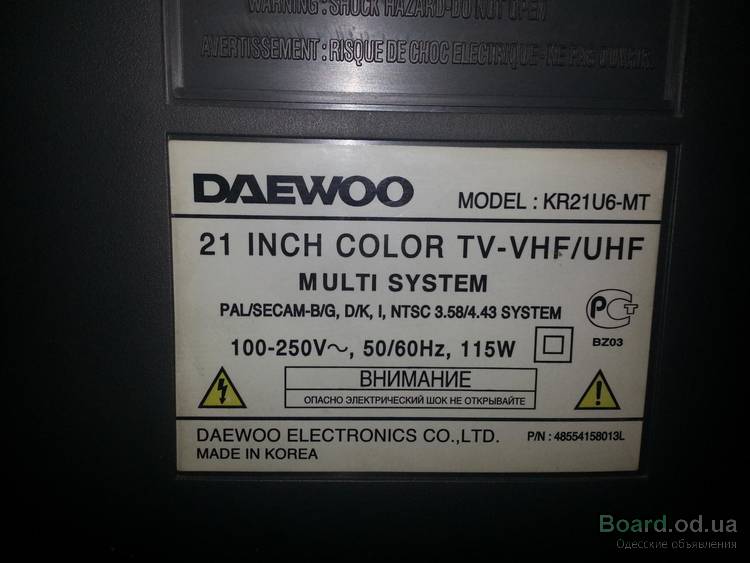 WARNING : SHOCK HAZARD-DO NOT OPEN
AVERTISSEMENT : RISQUE DE CHOC ELECTRIQUE - NE PAS OUVRIR.
DAEWOO MODEL : KR21U6-MT
21 INCH COLOR TV-VHF/UHF
MULTI SYSTEM
PAL/SECAM-B/G, D/K, I, NTSC 3.58/4.43 SYSTEM
РСТ
BZ03
100-250V~, 50/60Hz, 115W
ВНИМАНИЕ
ОПАСНО ЭЛЕКТРИЧЕСКИЙ ШОК НЕ ОТКРЫВАЙТЕ
DAEWOO ELECTRONICS CO.,LTD. P/N : 48554158013L
MADE IN KOREA
Board.od.ua
Одесские объявления